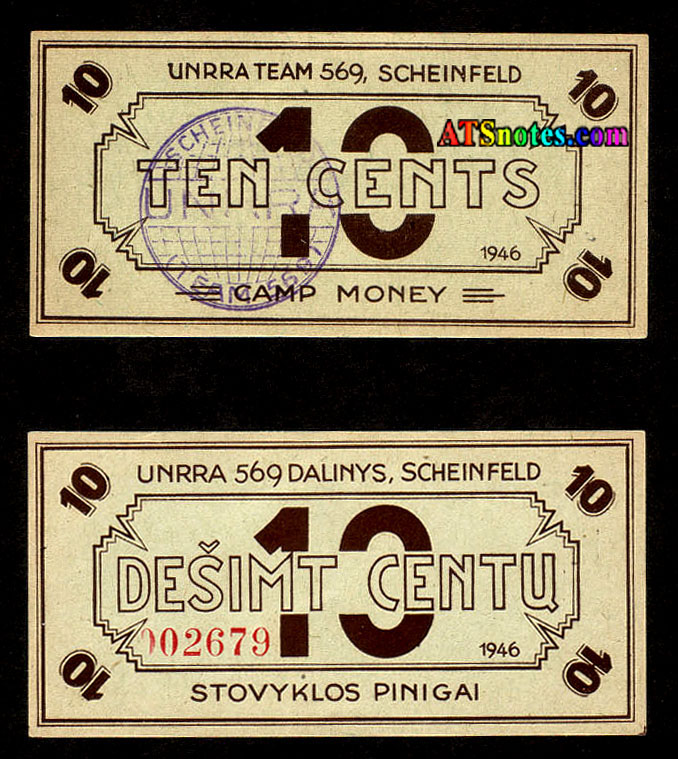 10 UNRRA TEAM 569, SCHEINFELD 10
10
ATSnotes.com
TEN CENTS
UNRRA
1946
10 CAMP MONEY 10
10 UNRRA 569 DALINYS, SCHEINFELD 10
10
DEŠIMT CENTŲ
002679
1946
10 STOVYKLOS PINIGAI 10